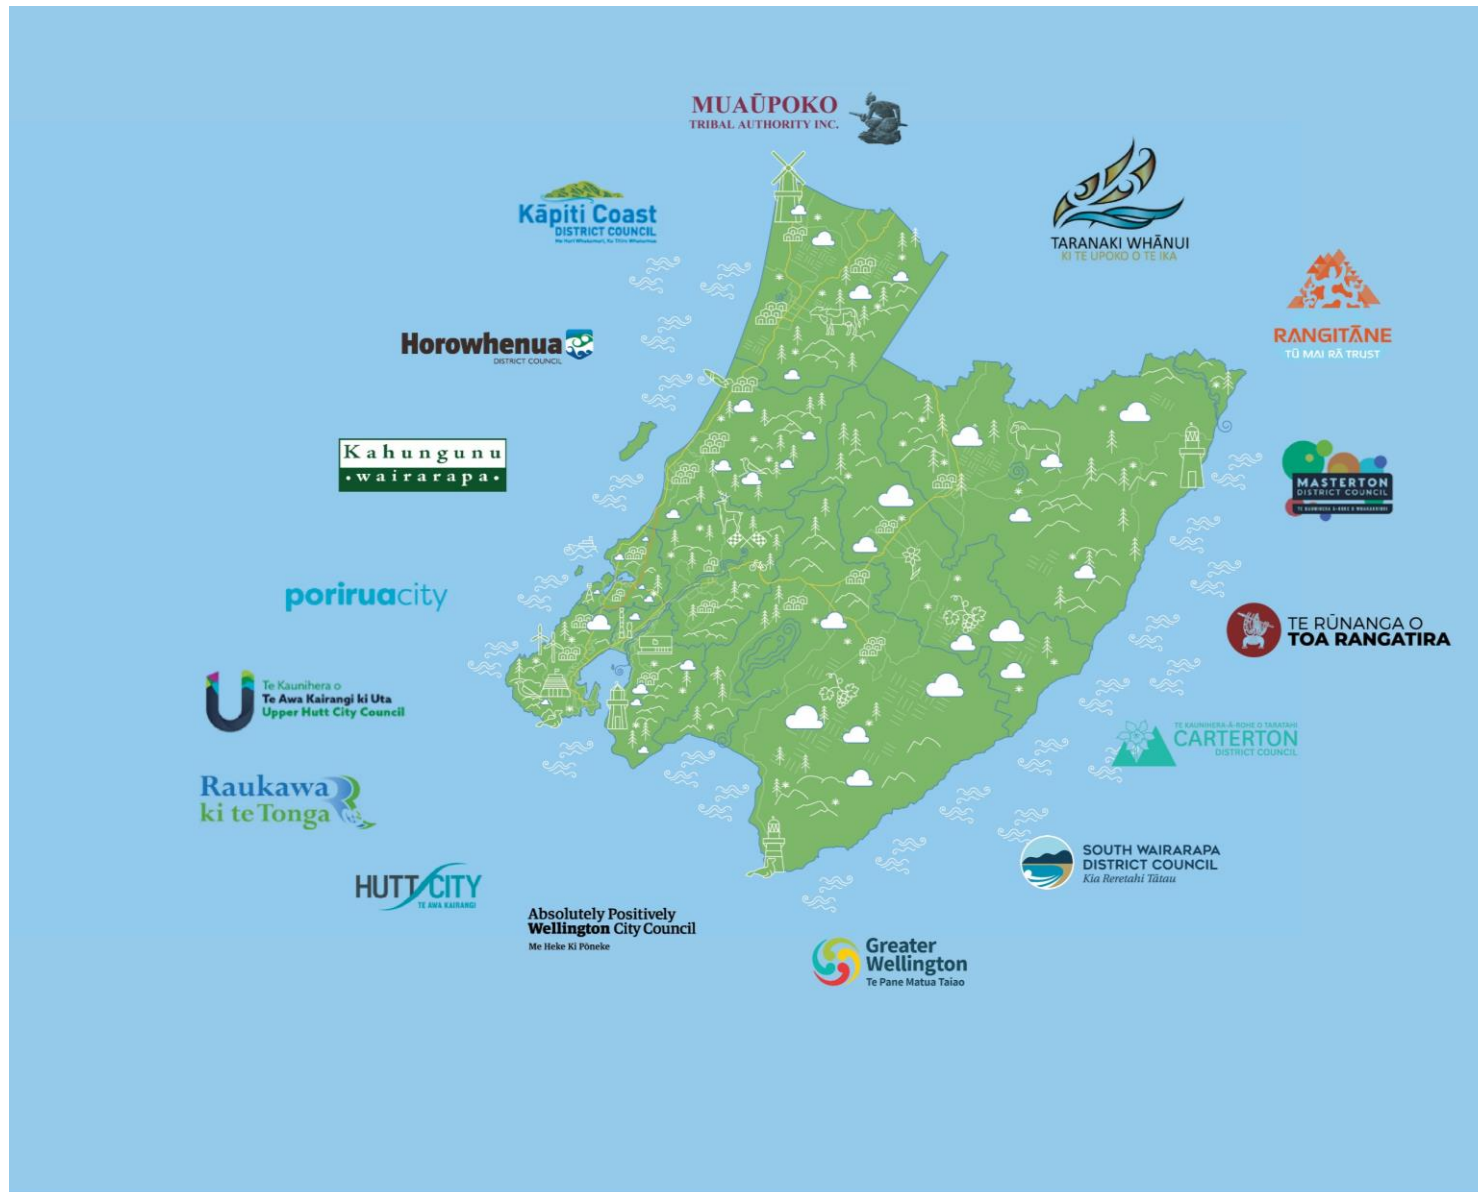 MUAŪPOKO
TRIBAL AUTHORITY INC.
Kāpiti Coast
DISTRICT COUNCIL
TARANAKI WHĀNUI
KI TE UPOKO O TE IKA
Horowhenua
DISTRICT COUNCIL
RANGITĀNE
TŪ MAI RĀ TRUST
Kahungunu
·wairarapa·
MASTERTON
DISTRICT COUNCIL
poriruacity
TE RŪNANGA O
TOA RANGATIRA
Te Kaunihera o
Te Awa Kairangi ki Uta
Upper Hutt City Council
TE KAUNIHERA-Ā-ROHE O TARATAHI
CARTERTON
DISTRICT COUNCIL
Raukawa
ki te Tonga
SOUTH WAIRARAPA
DISTRICT COUNCIL
Kia Reretahi Tātau
HUTT CITY
TE AWA KAIRANGI
Absolutely Positively
Wellington City Council
Me Heke Ki Pōneke
Greater
Wellington
Te Pane Matua Taiao